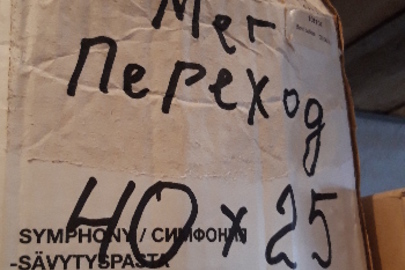 Мет
Переход
40 x 25
SYMPHONY / СИМФОНИЯ
-SÄVYTYSPASTA